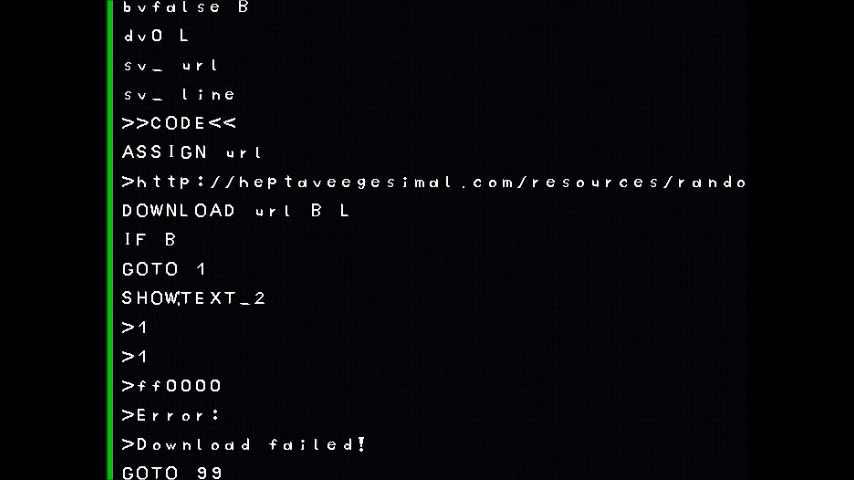 bvfalse B
dv0 L
sv_ url
sv_ line
>>CODE<<
ASSIGN url
>http://heptaveegesimal.com/resources/rando
DOWNLOAD url B L
IF B
GOTO 1
SHOW_TEXT_2
>1
>1
>ff0000
>Error:
>Download failed!
GOTO 99